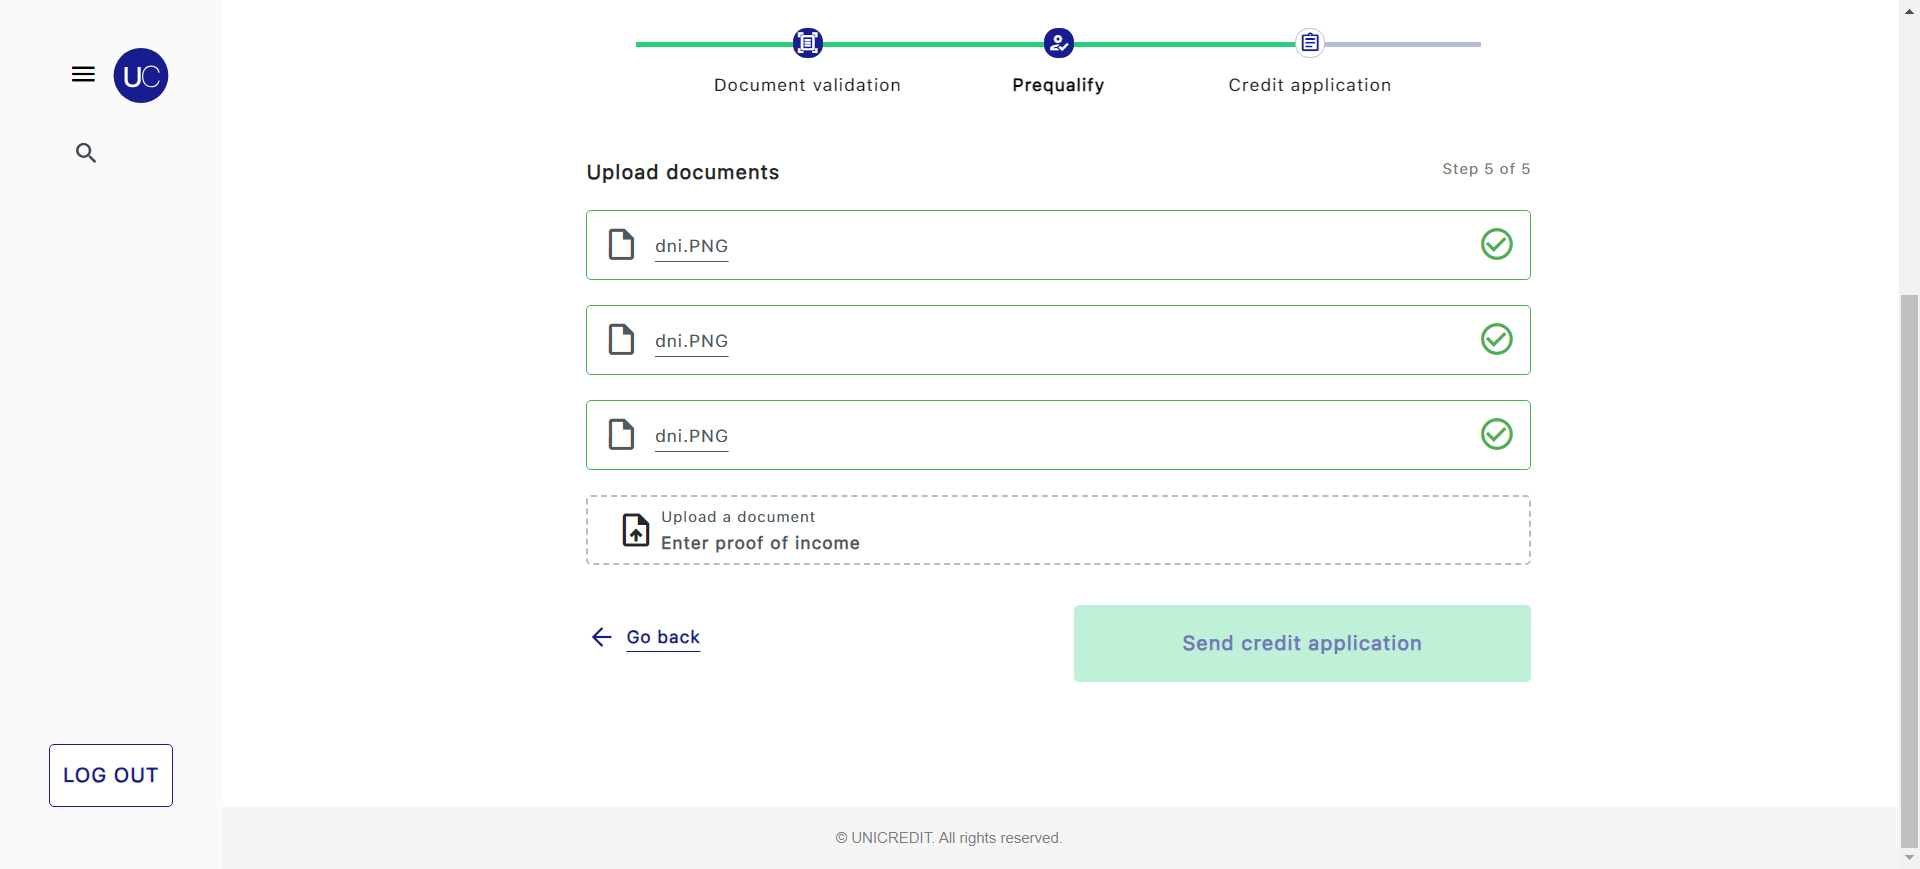 UC
Document validation
Prequalify
Credit application
Upload documents
Step 5 of 5
dni.PNG
dni.PNG
dni.PNG
Upload a document
Enter proof of income
Go back
Send credit application
LOG OUT
© UNICREDIT. All rights reserved.